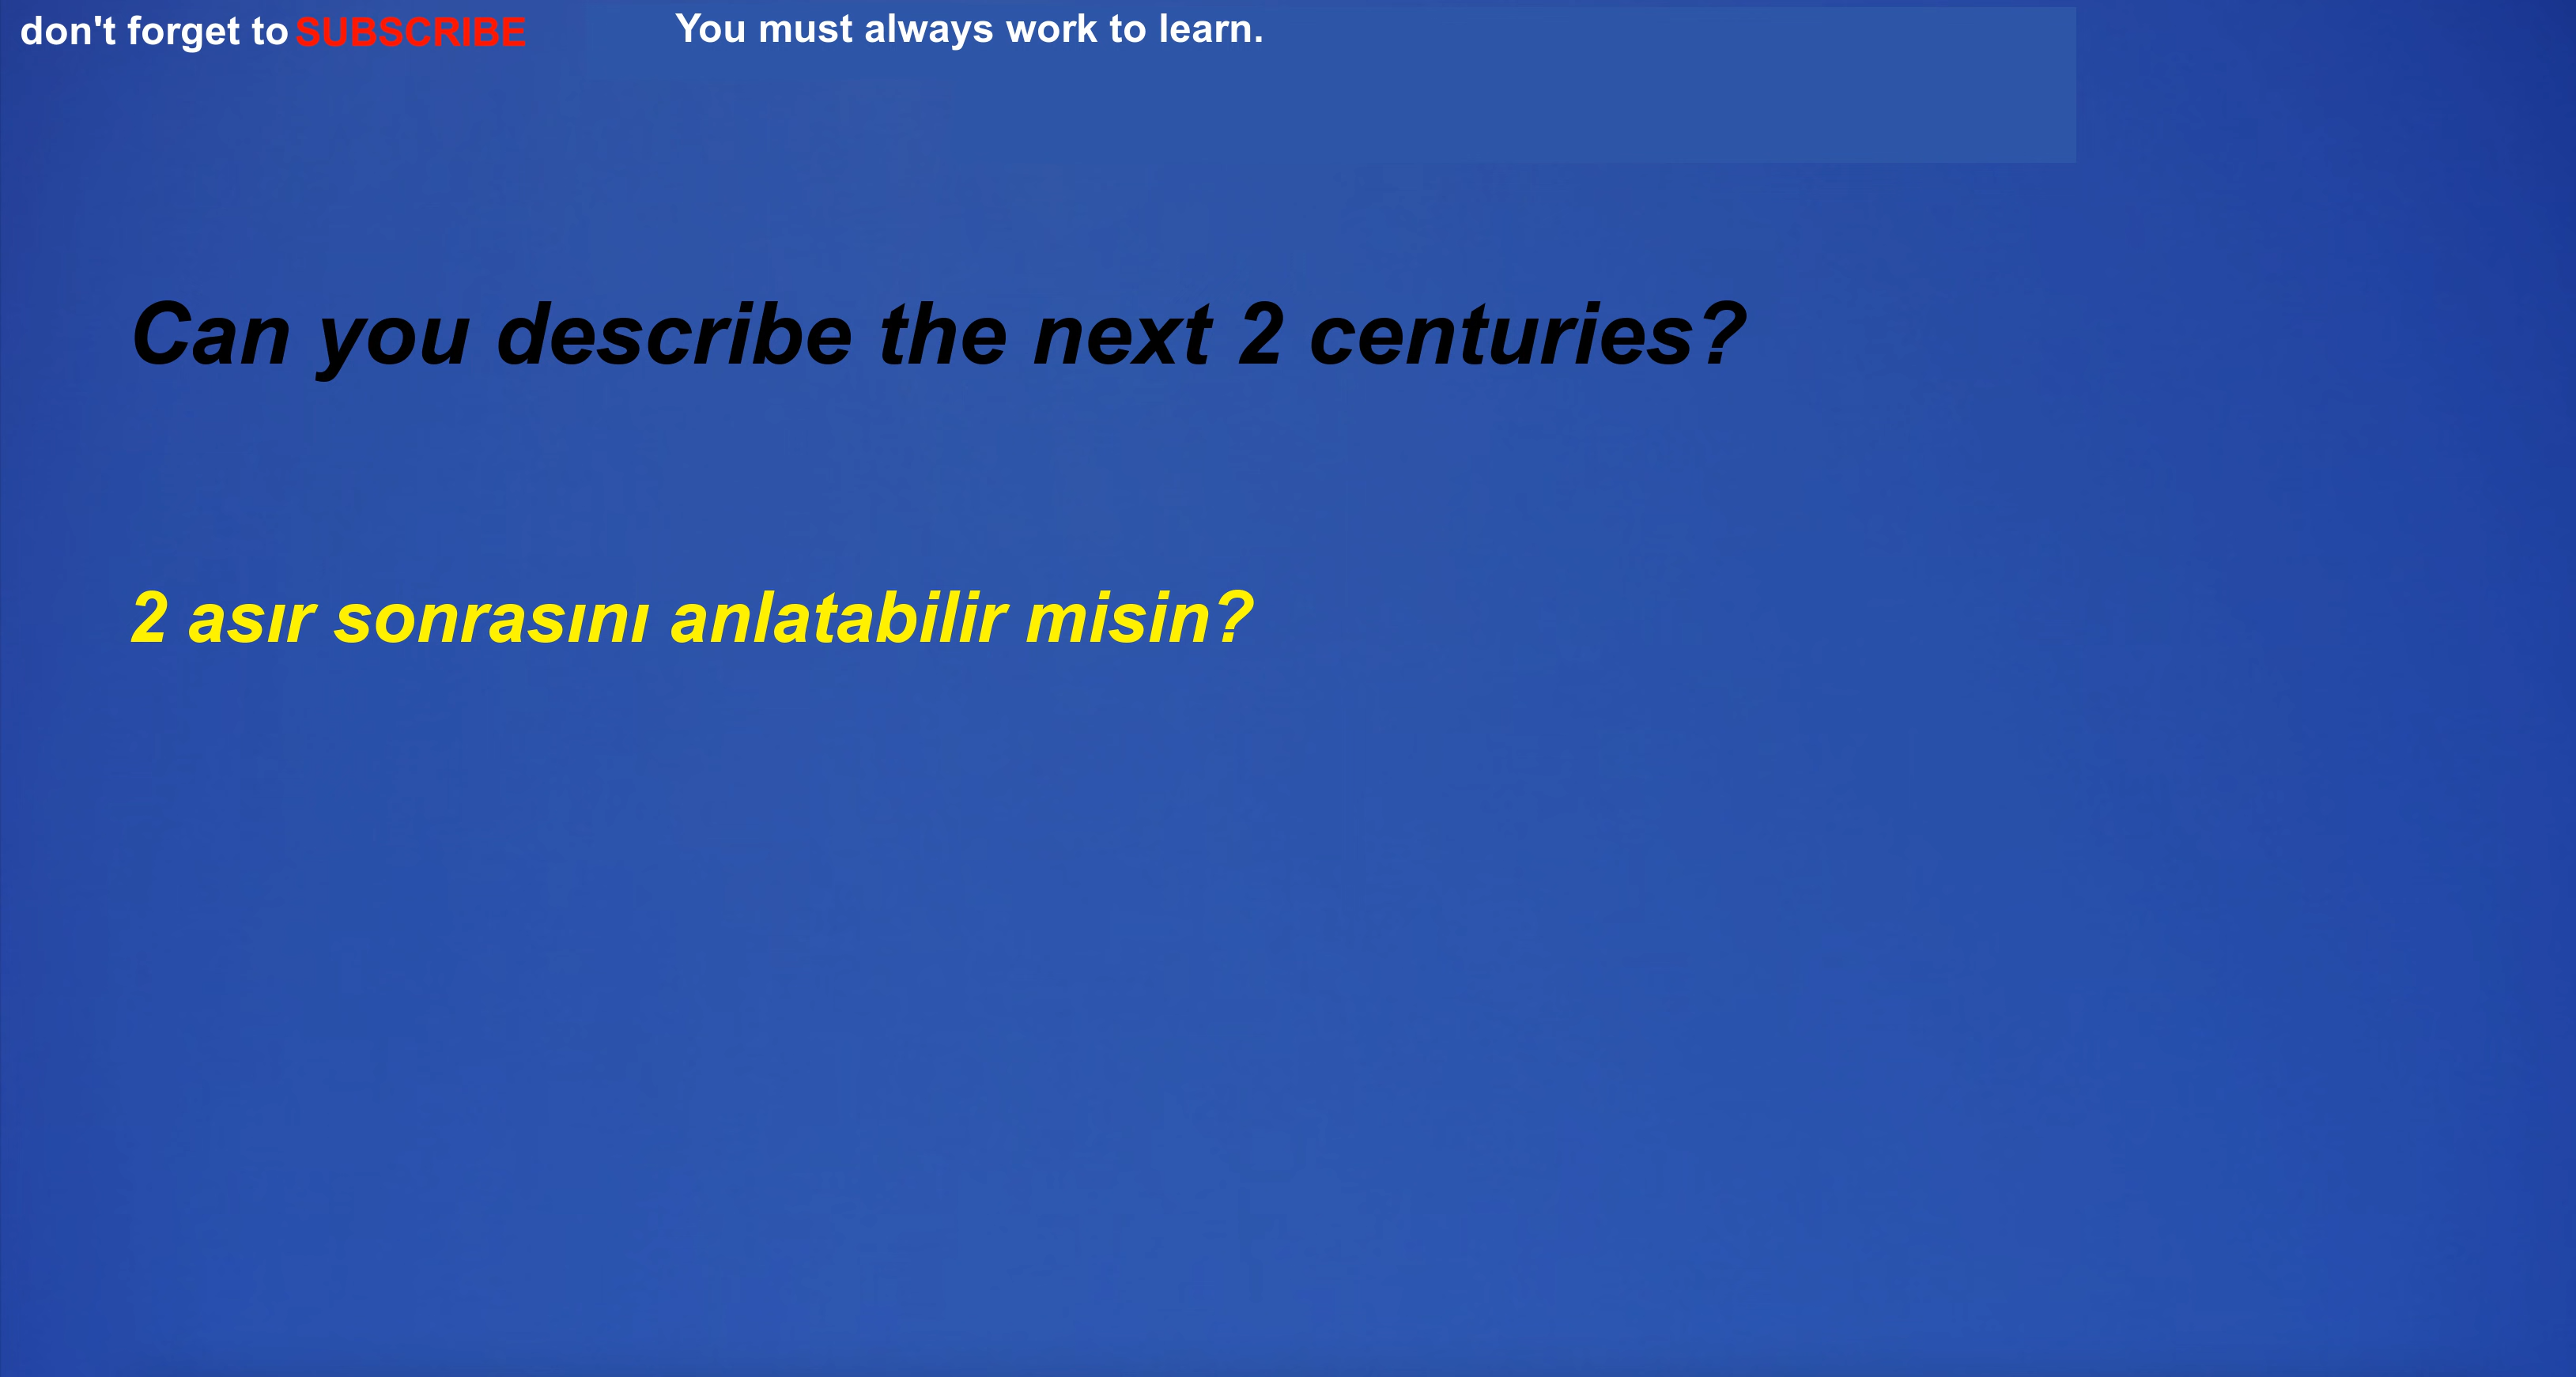 don't forget to SUBSCRIBE
You must always work to learn.
Can you describe the next 2 centuries?
2 asır sonrasını anlatabilir misin?